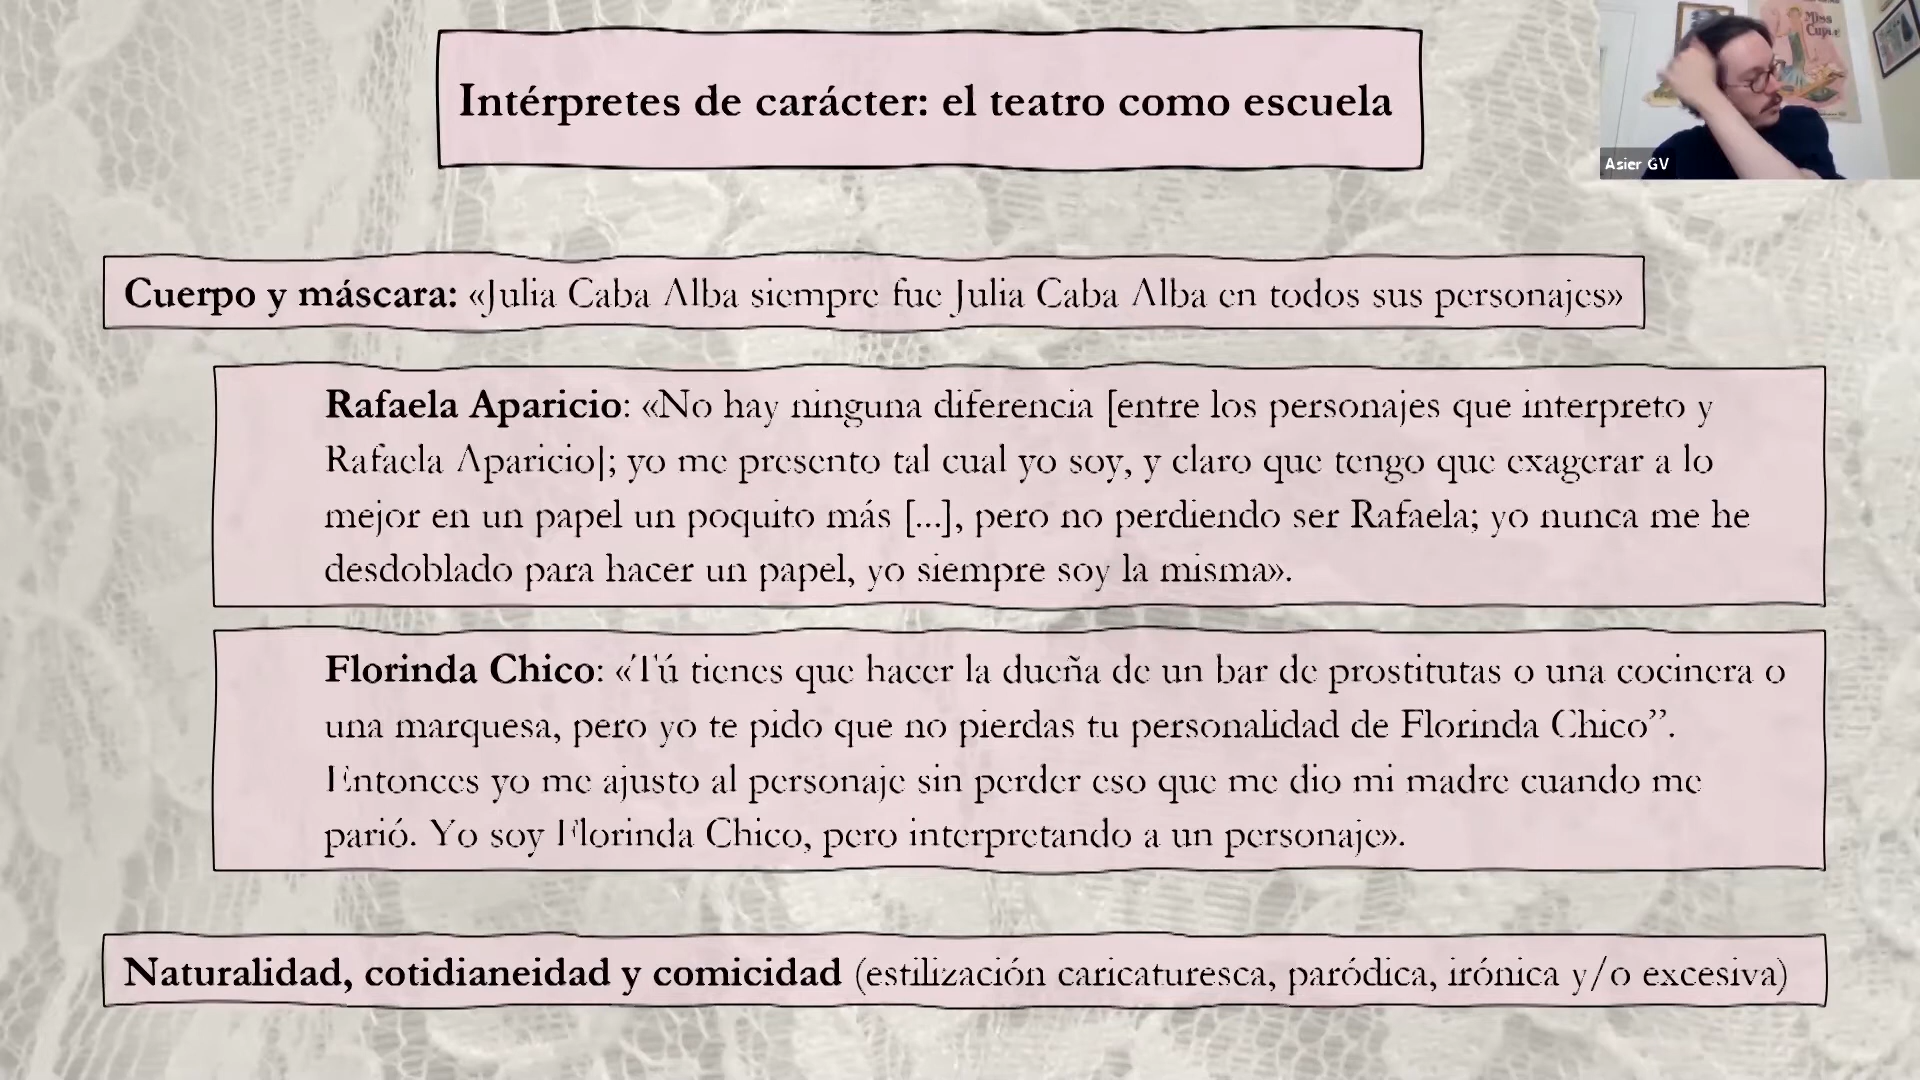 Intérpretes de carácter: el teatro como escuela
Miss
Asier GV
Cuerpo y máscara: «Julia Caba Alba siempre fue Julia Caba Alba en todos sus personajes»
Rafaela Aparicio: «No hay ninguna diferencia [entre los personajes que interpreto y
Rafaela Aparicio]; yo me presento tal cual yo soy, y claro que tengo que exagerar a lo
mejor en un papel un poquito más [...], pero no perdiendo ser Rafaela; yo nunca me he
desdoblado para hacer un papel, yo siempre soy la misma».
Florinda Chico: «“Tú tienes que hacer la dueña de un bar de prostitutas o una cocinera o
una marquesa, pero yo te pido que no pierdas tu personalidad de Florinda Chico”.
Entonces yo me ajusto al personaje sin perder eso que me dio mi madre cuando me
parió. Yo soy Florinda Chico, pero interpretando a un personaje».
Naturalidad, cotidianeidad y comicidad (estilización caricaturesca, paródica, irónica y/o excesiva)